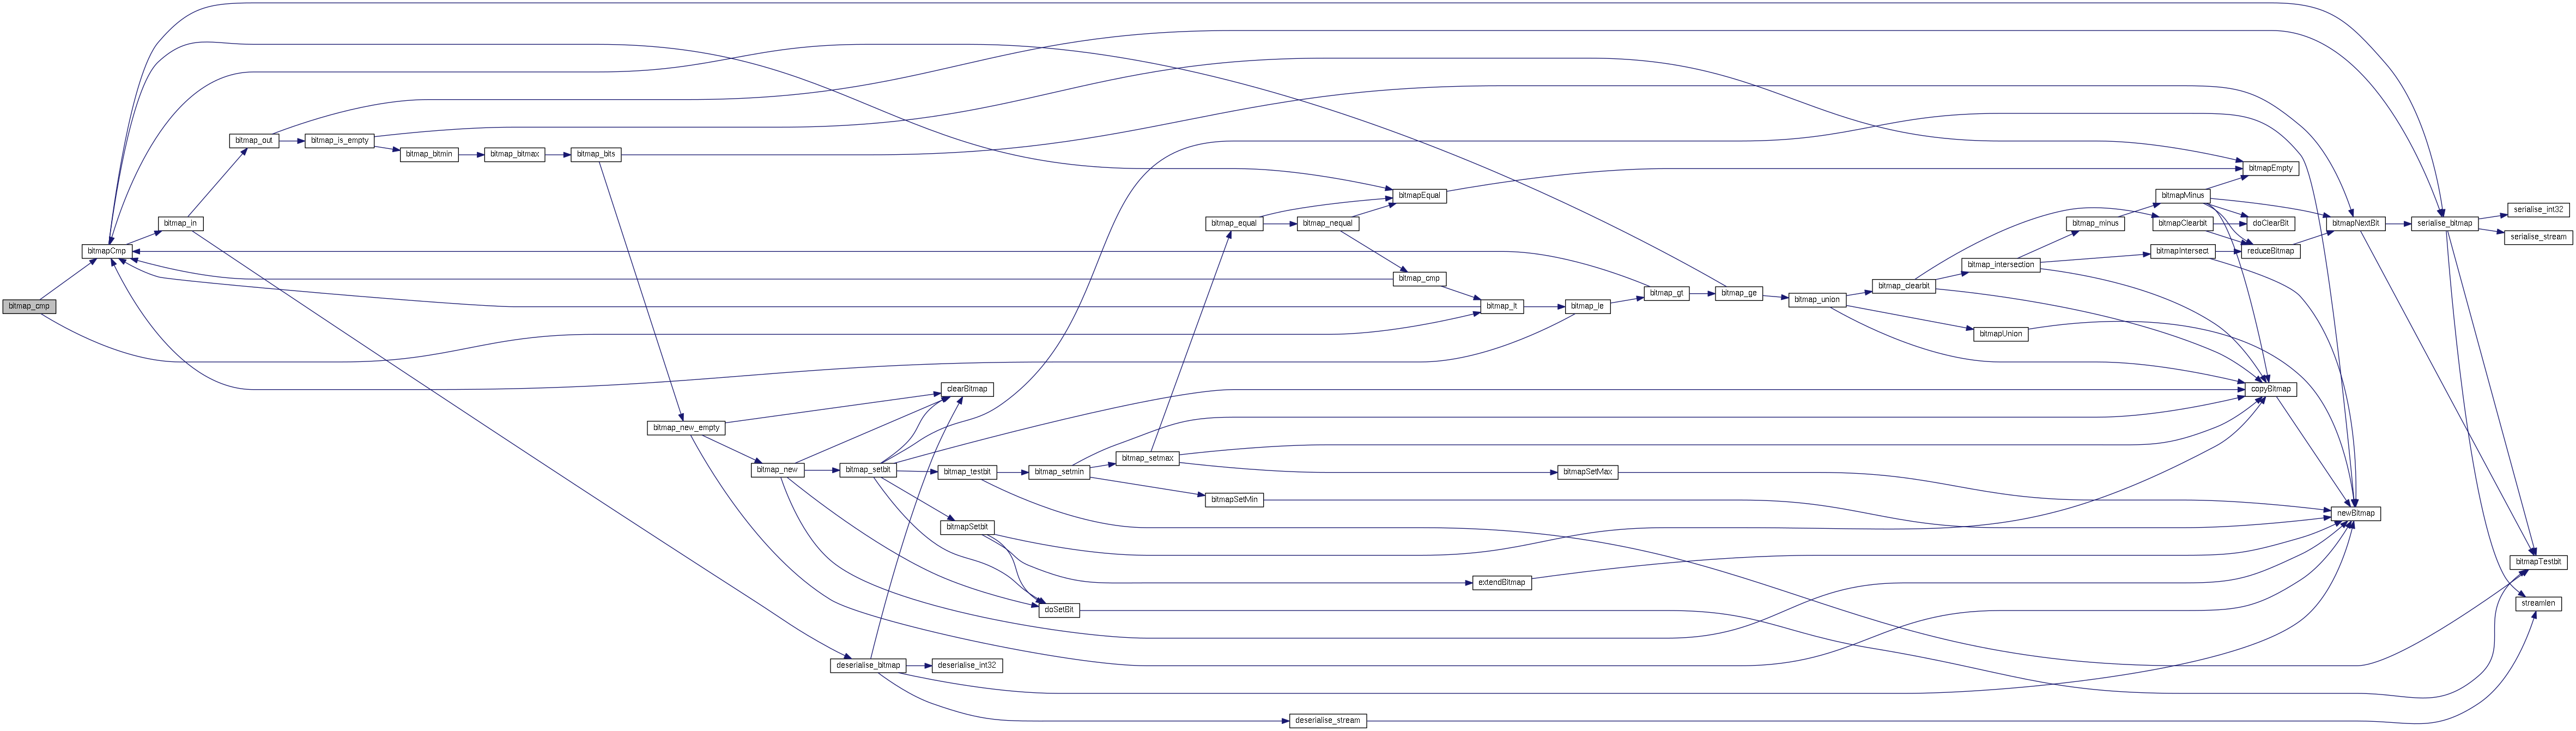 bitmap_cmp
bitmapCmp
bitmap_in
bitmap_out
bitmap_is_empty
bitmap_bitmin
bitmap_bitmax
bitmap_bits
bitmap_new_empty
bitmap_new
deserialise_bitmap
bitmap_setbit
clearBitmap
deserialise_int32
bitmap_testbit
bitmapSetbit
doSetBit
bitmap_setmin
bitmap_setmax
bitmap_equal
bitmapSetMin
deserialise_stream
bitmap_nequal
bitmapEqual
bitmap_cmp
bitmap_lt
extendBitmap
bitmapSetMax
bitmap_le
bitmap_gt
bitmap_ge
bitmap_union
bitmap_clearbit
bitmap_intersection
bitmapUnion
bitmap_minus
bitmapMinus
bitmapClearbit
bitmapIntersect
bitmapEmpty
doClearBit
reduceBitmap
copyBitmap
bitmapNextBit
newBitmap
serialise_bitmap
serialise_int32
serialise_stream
bitmapTestbit
streamlen